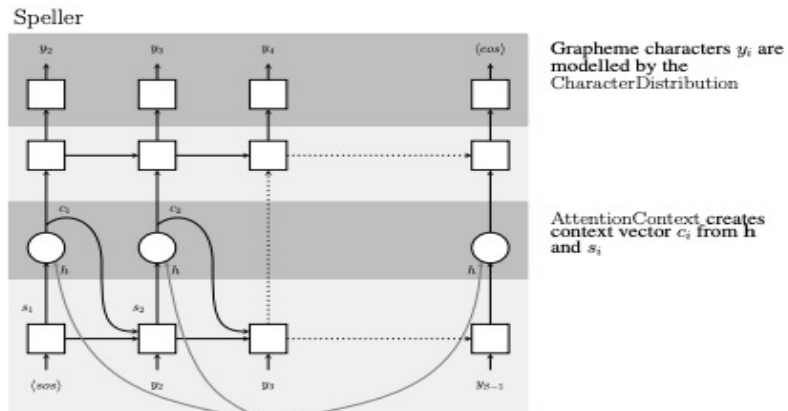 Speller
y₂ y₃ y₄ ⟨eos⟩
Grapheme characters yᵢ are
modelled by the
CharacterDistribution
c₁ c₂
AttentionContext creates
context vector cᵢ from h
and sᵢ
h h h
s₁ s₂
⟨sos⟩ y₂ y₃ y_{S−1}